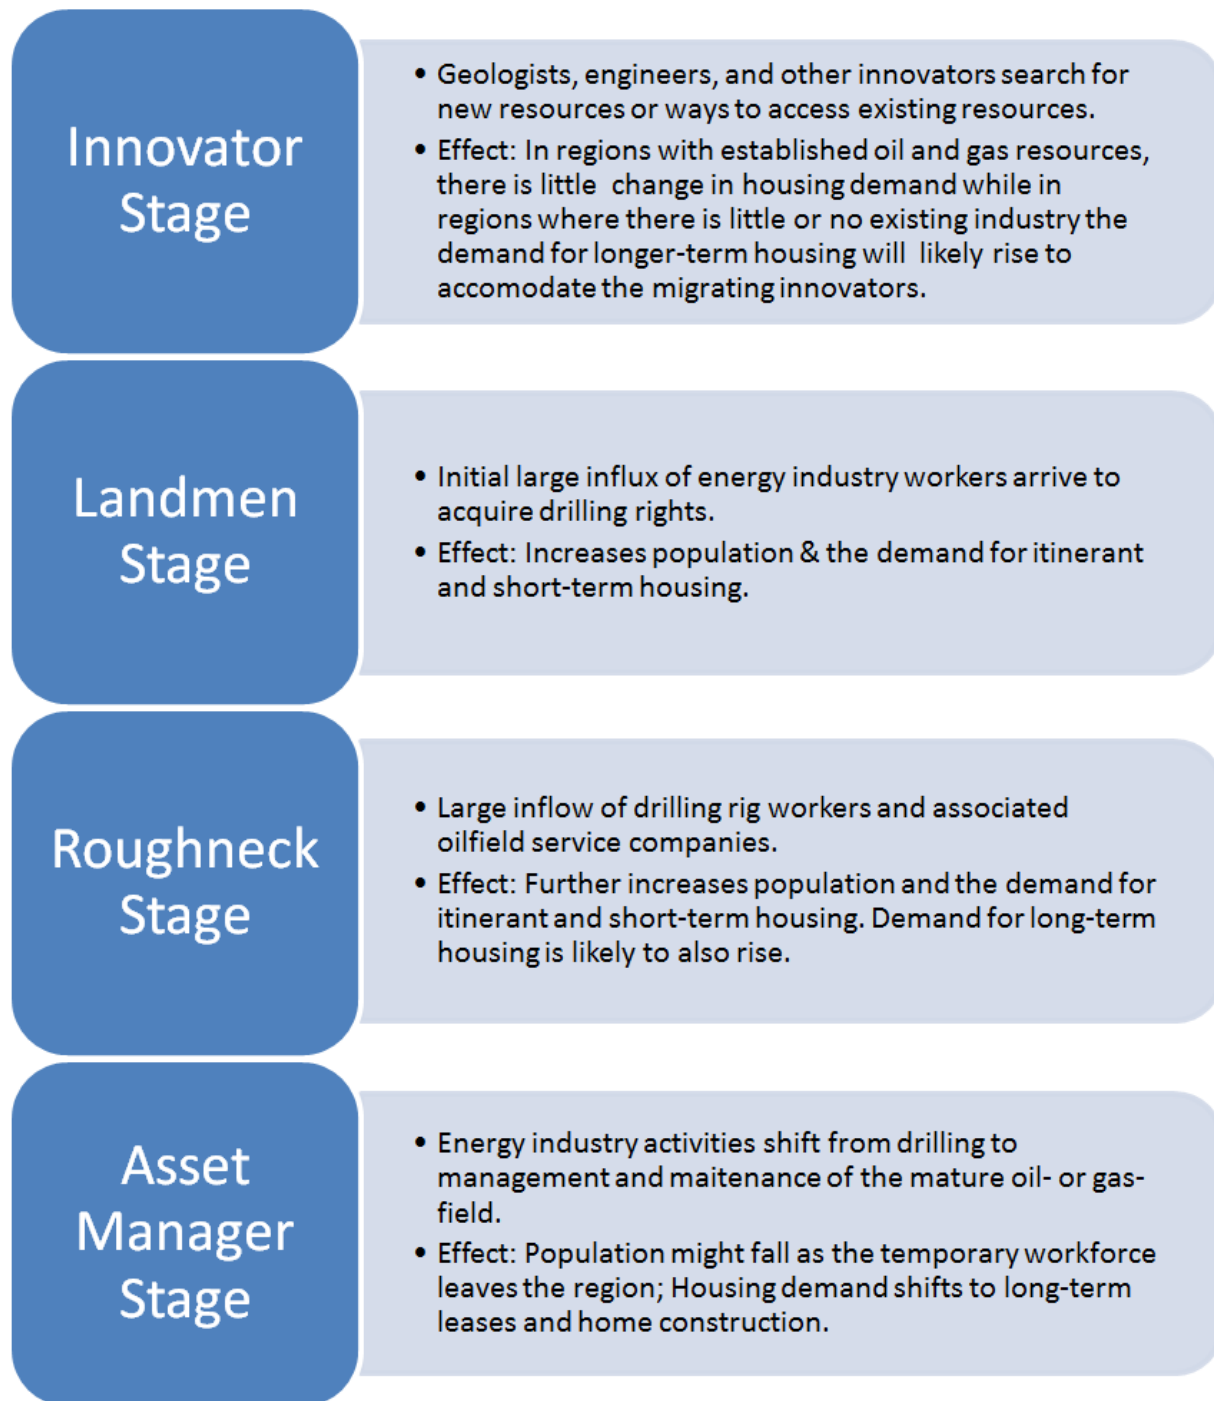 Innovator
Stage
• Geologists, engineers, and other innovators search for
new resources or ways to access existing resources.
• Effect: In regions with established oil and gas resources,
there is little change in housing demand while in
regions where there is little or no existing industry the
demand for longer-term housing will likely rise to
accomodate the migrating innovators.
Landmen
Stage
• Initial large influx of energy industry workers arrive to
acquire drilling rights.
• Effect: Increases population & the demand for itinerant
and short-term housing.
Roughneck
Stage
• Large inflow of drilling rig workers and associated
oilfield service companies.
• Effect: Further increases population and the demand for
itinerant and short-term housing. Demand for long-term
housing is likely to also rise.
Asset
Manager
Stage
• Energy industry activities shift from drilling to
management and maitenance of the mature oil- or gas-
field.
• Effect: Population might fall as the temporary workforce
leaves the region; Housing demand shifts to long-term
leases and home construction.